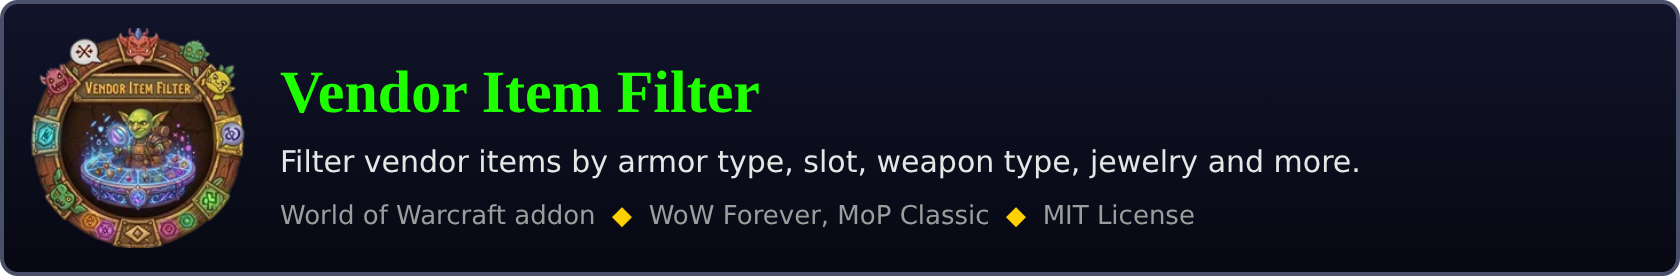 VENDOR ITEM FILTER
Vendor Item Filter
Filter vendor items by armor type, slot, weapon type, jewelry and more.
World of Warcraft addon ◆ WoW Forever, MoP Classic ◆ MIT License